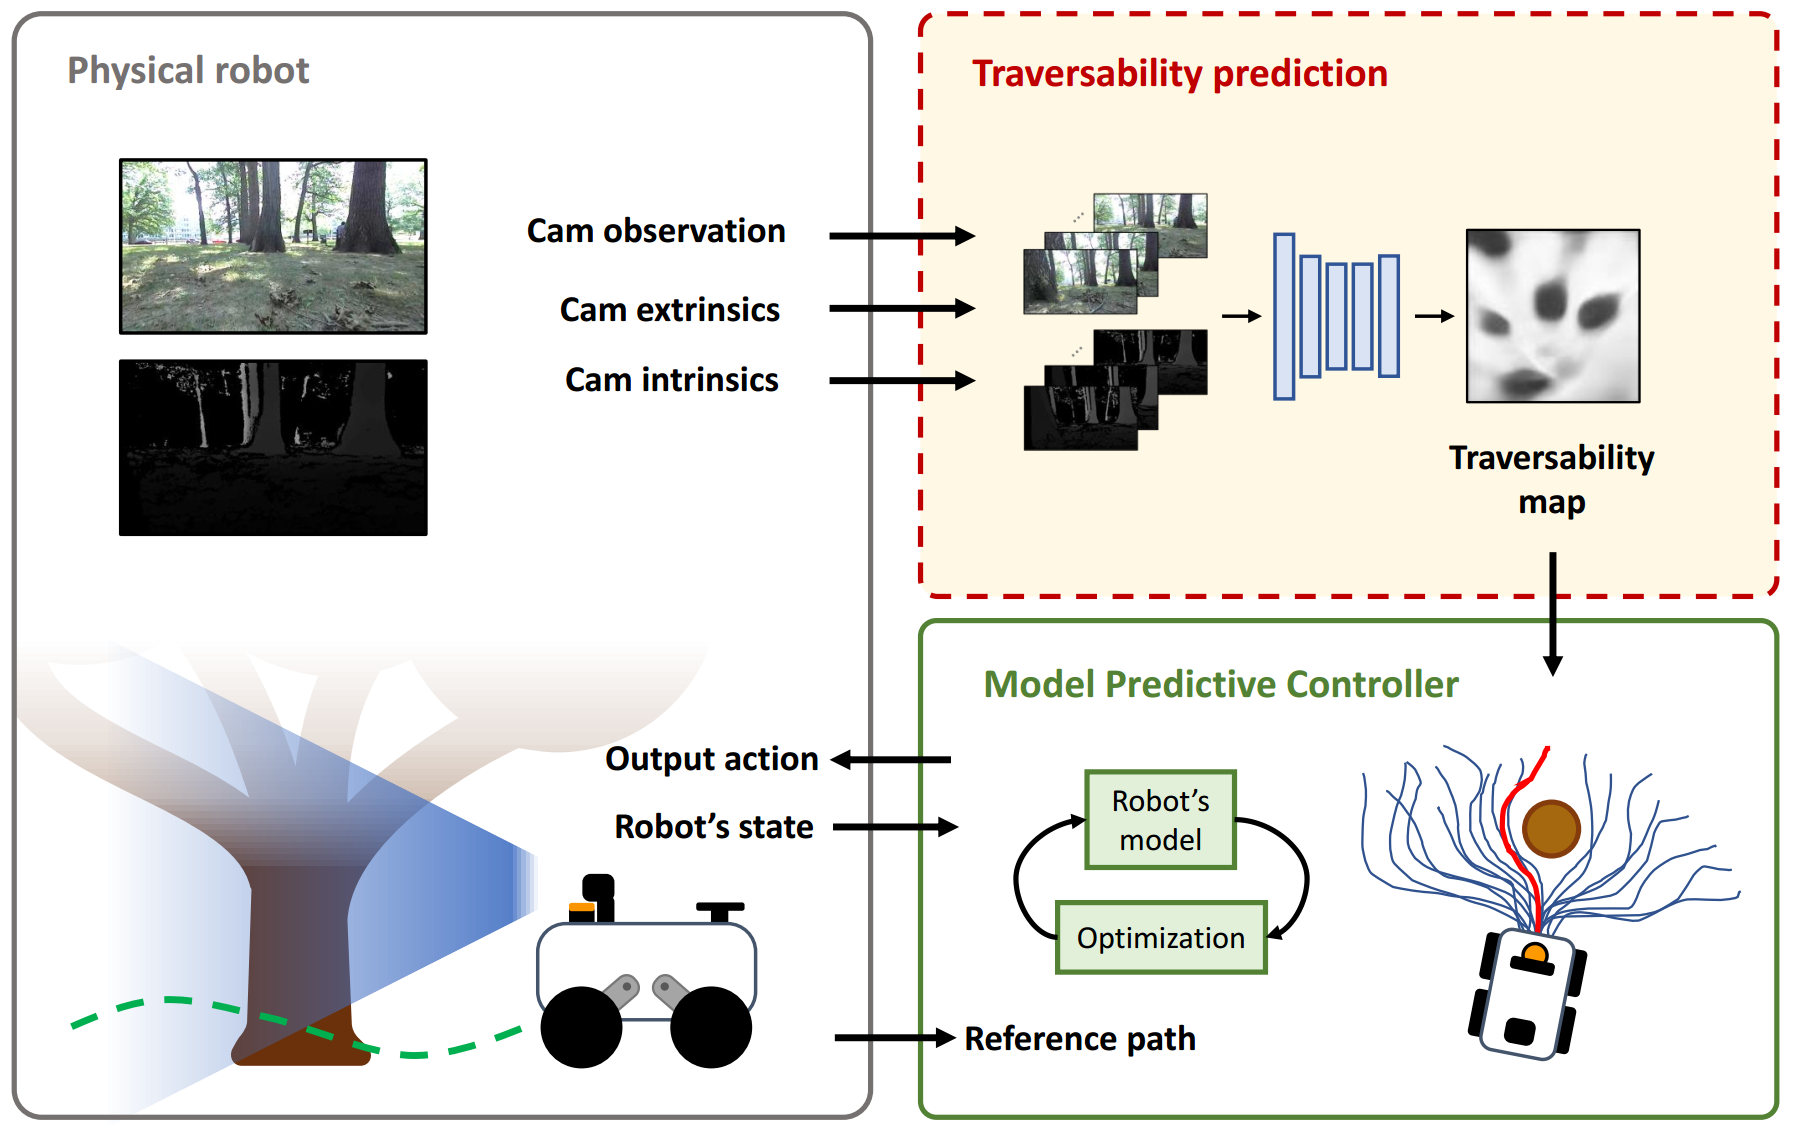 Physical robot
Cam observation
Cam extrinsics
Cam intrinsics
Output action
Robot's state
Traversability prediction
Traversability
map
Model Predictive Controller
Robot's
model
Optimization
Reference path